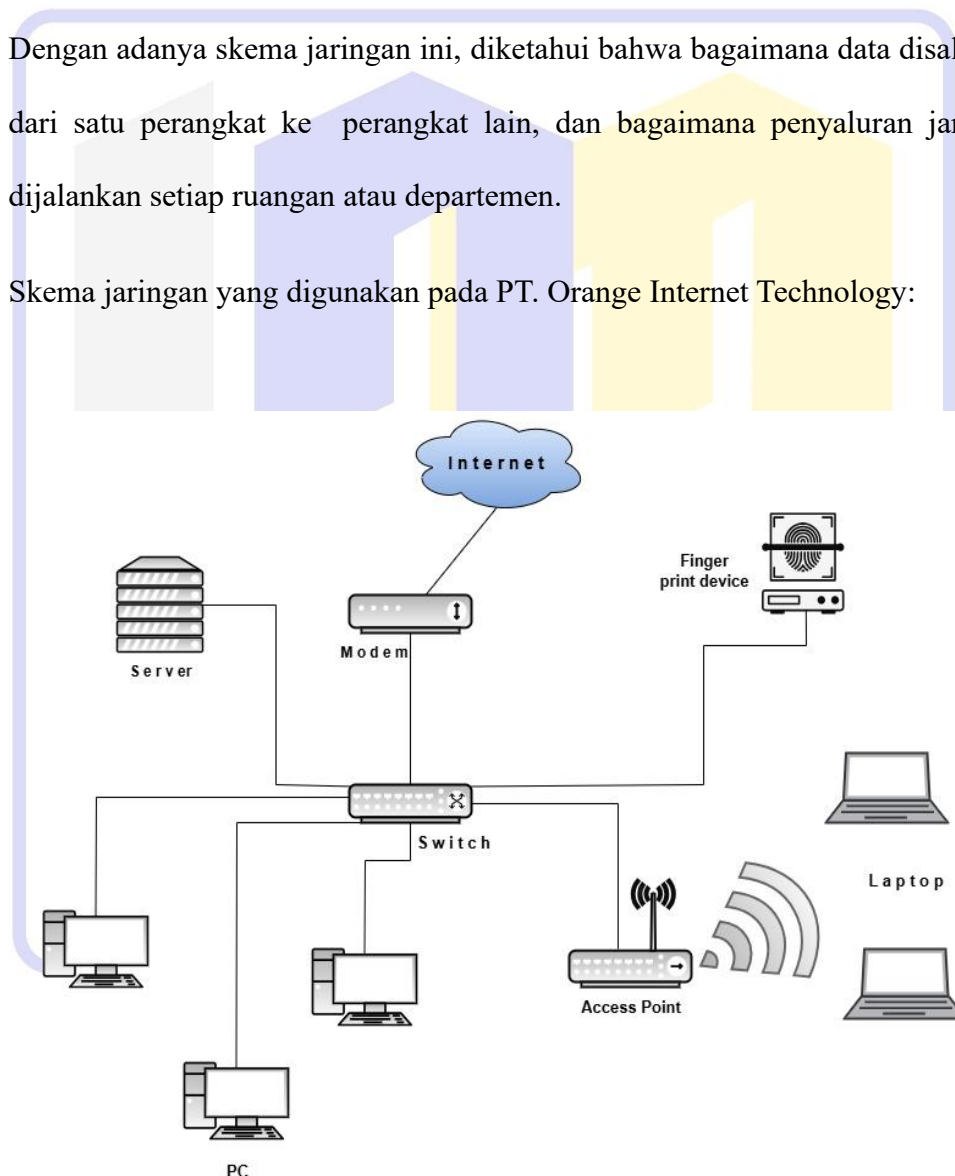 Dengan adanya skema jaringan ini, diketahui bahwa bagaimana data
dari satu perangkat ke perangkat lain, dan bagaimana penyaluran
dijalankan setiap ruangan atau departemen.
Skema jaringan yang digunakan pada PT. Orange Internet Technology:
Internet
Finger
print device
Modem
Server
Switch
Laptop
Access Point
PC